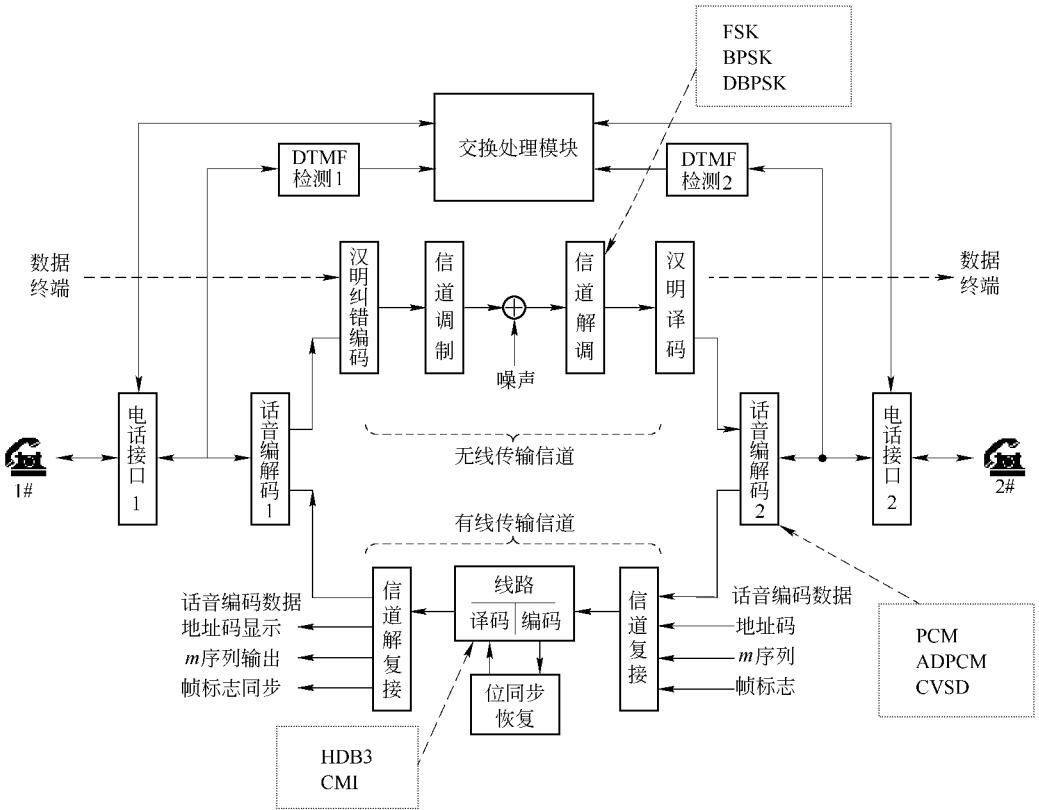 FSK
BPSK
DBPSK
交换处理模块
DTMF
检测1
DTMF
检测2
数据
终端
汉明纠错编码
信道调制
信道解调
汉明译码
数据
终端
噪声
电话接口1
话音编解码1
无线传输信道
话音编解码2
电话接口2
1#
2#
有线传输信道
话音编码数据
地址码显示
m序列输出
帧标志同步
信道解复接
线路
译码
编码
位同步
恢复
信道复接
话音编码数据
地址码
m序列
帧标志
PCM
ADPCM
CVSD
HDB3
CMI